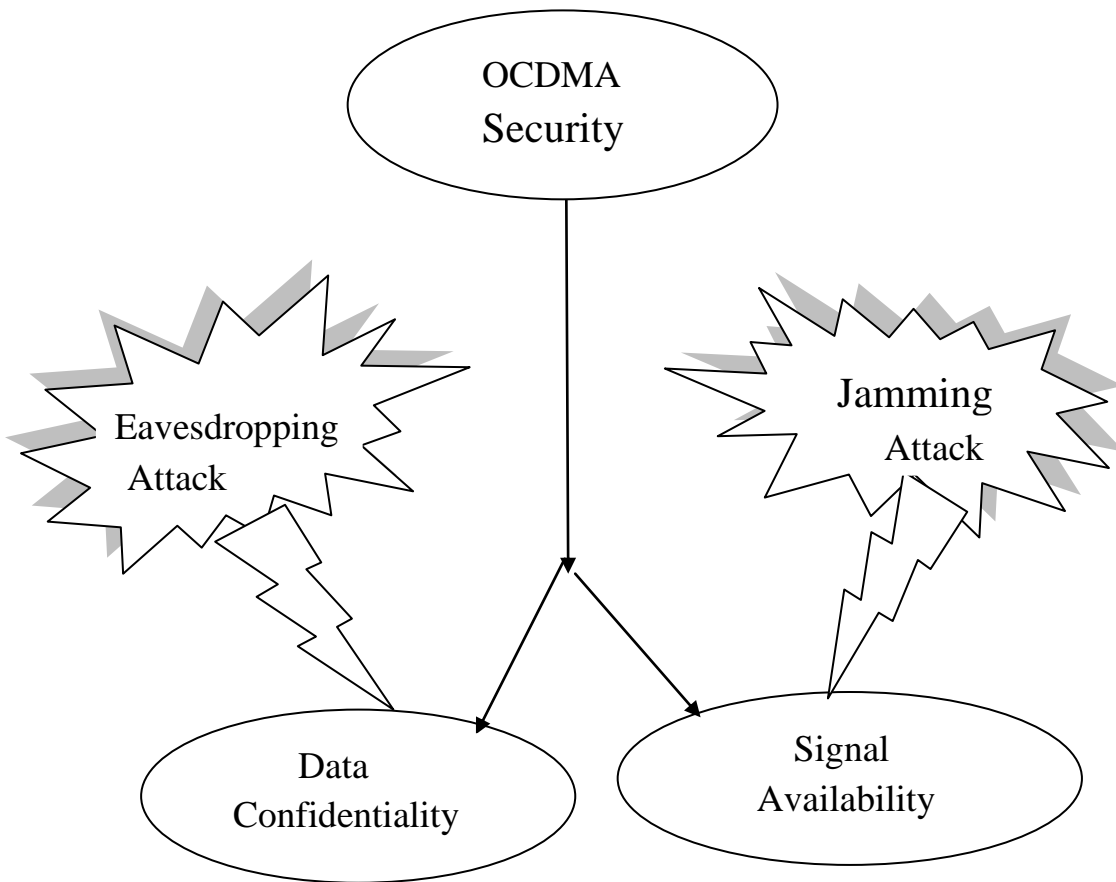 OCDMA
Security
Eavesdropping
Attack
Jamming
Attack
Data
Confidentiality
Signal
Availability